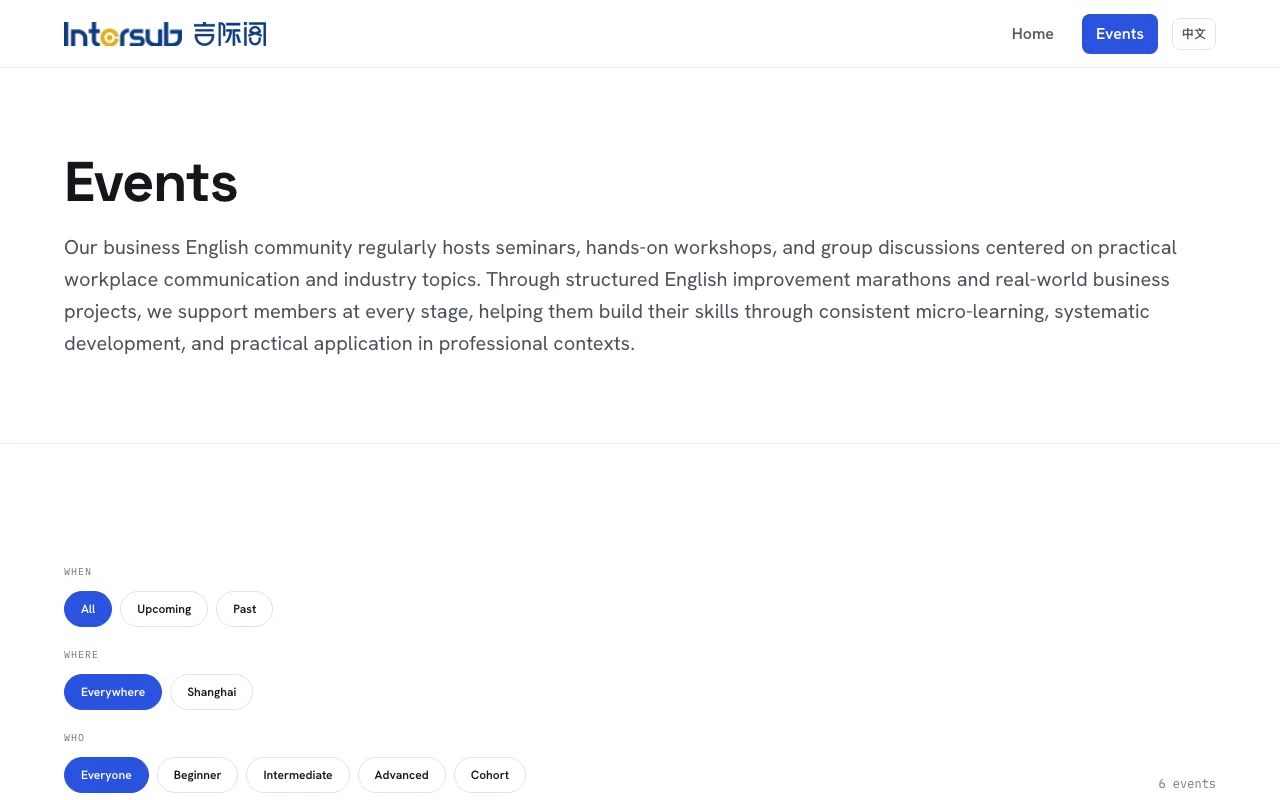 Intersub 言际阁
Home
Events
中文
Events
Our business English community regularly hosts seminars, hands-on workshops, and group discussions centered on practical
workplace communication and industry topics. Through structured English improvement marathons and real-world business
projects, we support members at every stage, helping them build their skills through consistent micro-learning, systematic
development, and practical application in professional contexts.
WHEN
All
Upcoming
Past
WHERE
Everywhere
Shanghai
WHO
Everyone
Beginner
Intermediate
Advanced
Cohort
6 events